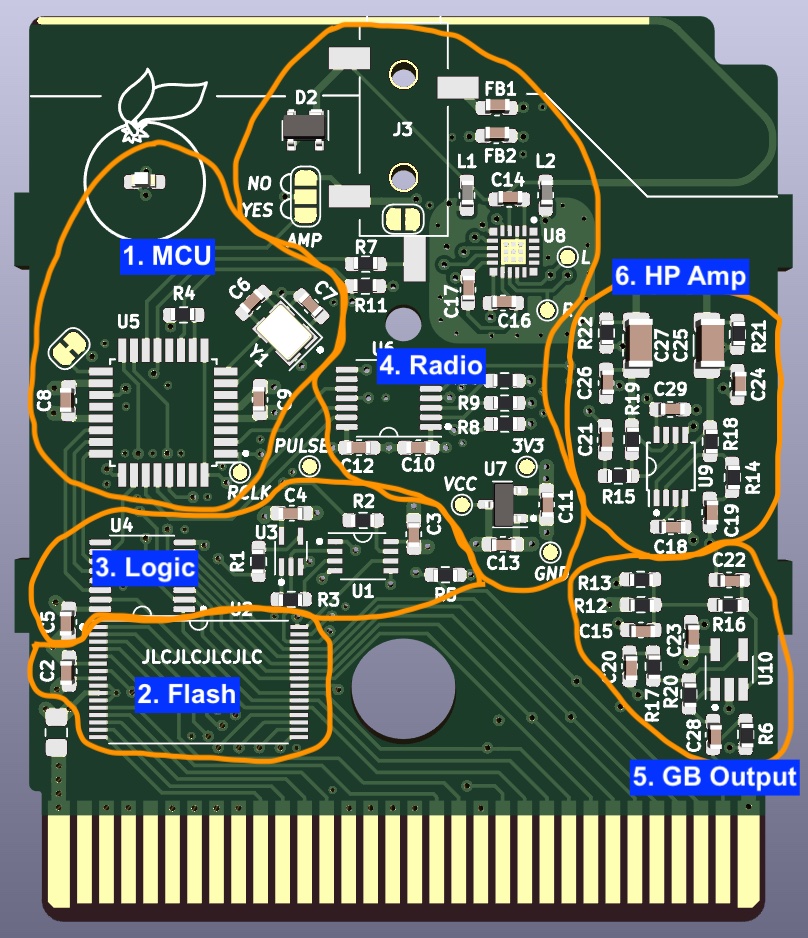 D2
FB1
J3
FB2
L1
L2
C14
NO
YES
AMP
U8
L
1. MCU
R7
R11
C17
C16
6. HP Amp
R4
C6
C7
U5
Y1
R22
C27
C25
R21
4. Radio
C26
C24
R19
C29
C8
C9
R9
R8
C21
R18
PULSE
C12
C10
3V3
U7
VCC
R15
U9
R14
RCLK
C11
C19
C4
R2
C3
C18
U4
U3
C13
GND
R1
3. Logic
U1
R3
R5
C22
R13
R12
R16
C5
U2
C15
C23
JLCJLCJLCJLC
C2
2. Flash
C20
R17
R20
U10
C28
R6
5. GB Output